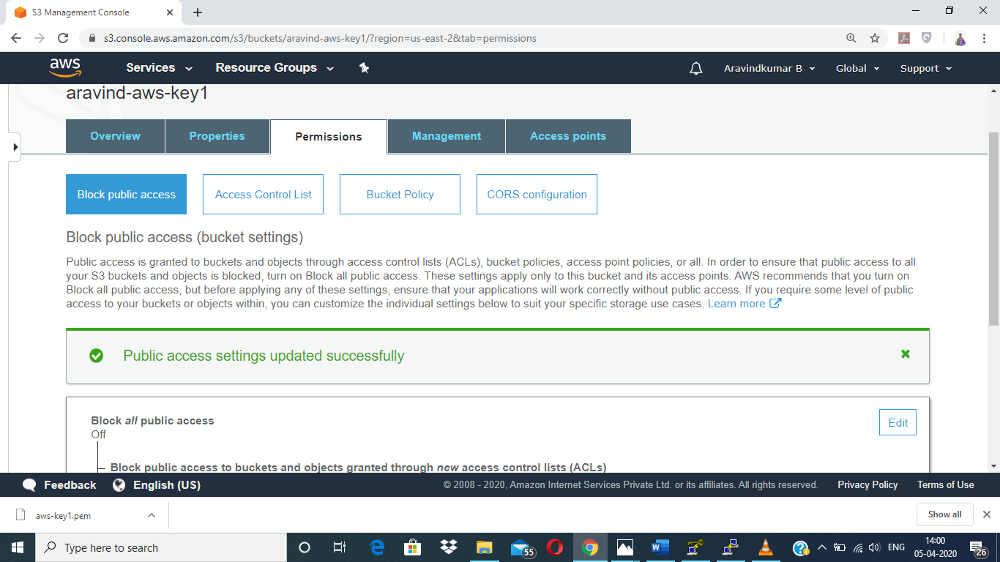 S3 Management Console
s3.console.aws.amazon.com/s3/buckets/aravind-aws-key1/?region=us-east-2&tab=permissions
aws
Services
Resource Groups
Aravindkumar B
Global
Support
aravind-aws-key1
Overview
Properties
Permissions
Management
Access points
Block public access
Access Control List
Bucket Policy
CORS configuration
Block public access (bucket settings)
Public access is granted to buckets and objects through access control lists (ACLs), bucket policies, access point policies, or all. In order to ensure that public access to all
your S3 buckets and objects is blocked, turn on Block all public access. These settings apply only to this bucket and its access points. AWS recommends that you turn on
Block all public access, but before applying any of these settings, ensure that your applications will work correctly without public access. If you require some level of public
access to your buckets or objects within, you can customize the individual settings below to suit your specific storage use cases. Learn more
Public access settings updated successfully
Block all public access
Edit
Off
Block public access to buckets and objects granted through new access control lists (ACLs)
Feedback
English (US)
© 2008 - 2020, Amazon Internet Services Private Ltd. or its affiliates. All rights reserved.
Privacy Policy
Terms of Use
aws-key1.pem
Show all
Type here to search
55
ENG
14:00
05-04-2020
26